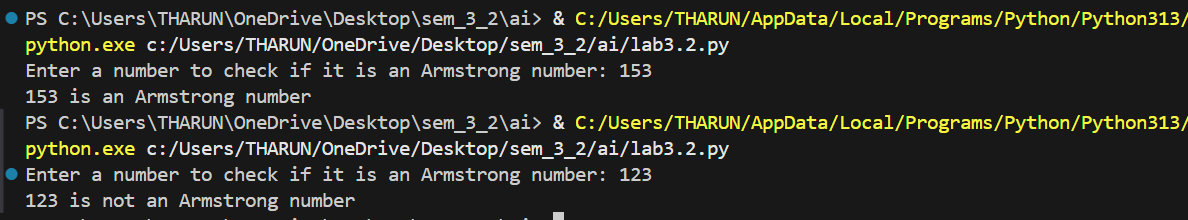 PS C:\Users\THARUN\OneDrive\Desktop\sem_3_2\ai> & C:/Users/THARUN/AppData/Local/Programs/Python/Python313/
python.exe c:/Users/THARUN/OneDrive/Desktop/sem_3_2/ai/lab3.2.py
Enter a number to check if it is an Armstrong number: 153
153 is an Armstrong number
PS C:\Users\THARUN\OneDrive\Desktop\sem_3_2\ai> & C:/Users/THARUN/AppData/Local/Programs/Python/Python313/
python.exe c:/Users/THARUN/OneDrive/Desktop/sem_3_2/ai/lab3.2.py
Enter a number to check if it is an Armstrong number: 123
123 is not an Armstrong number